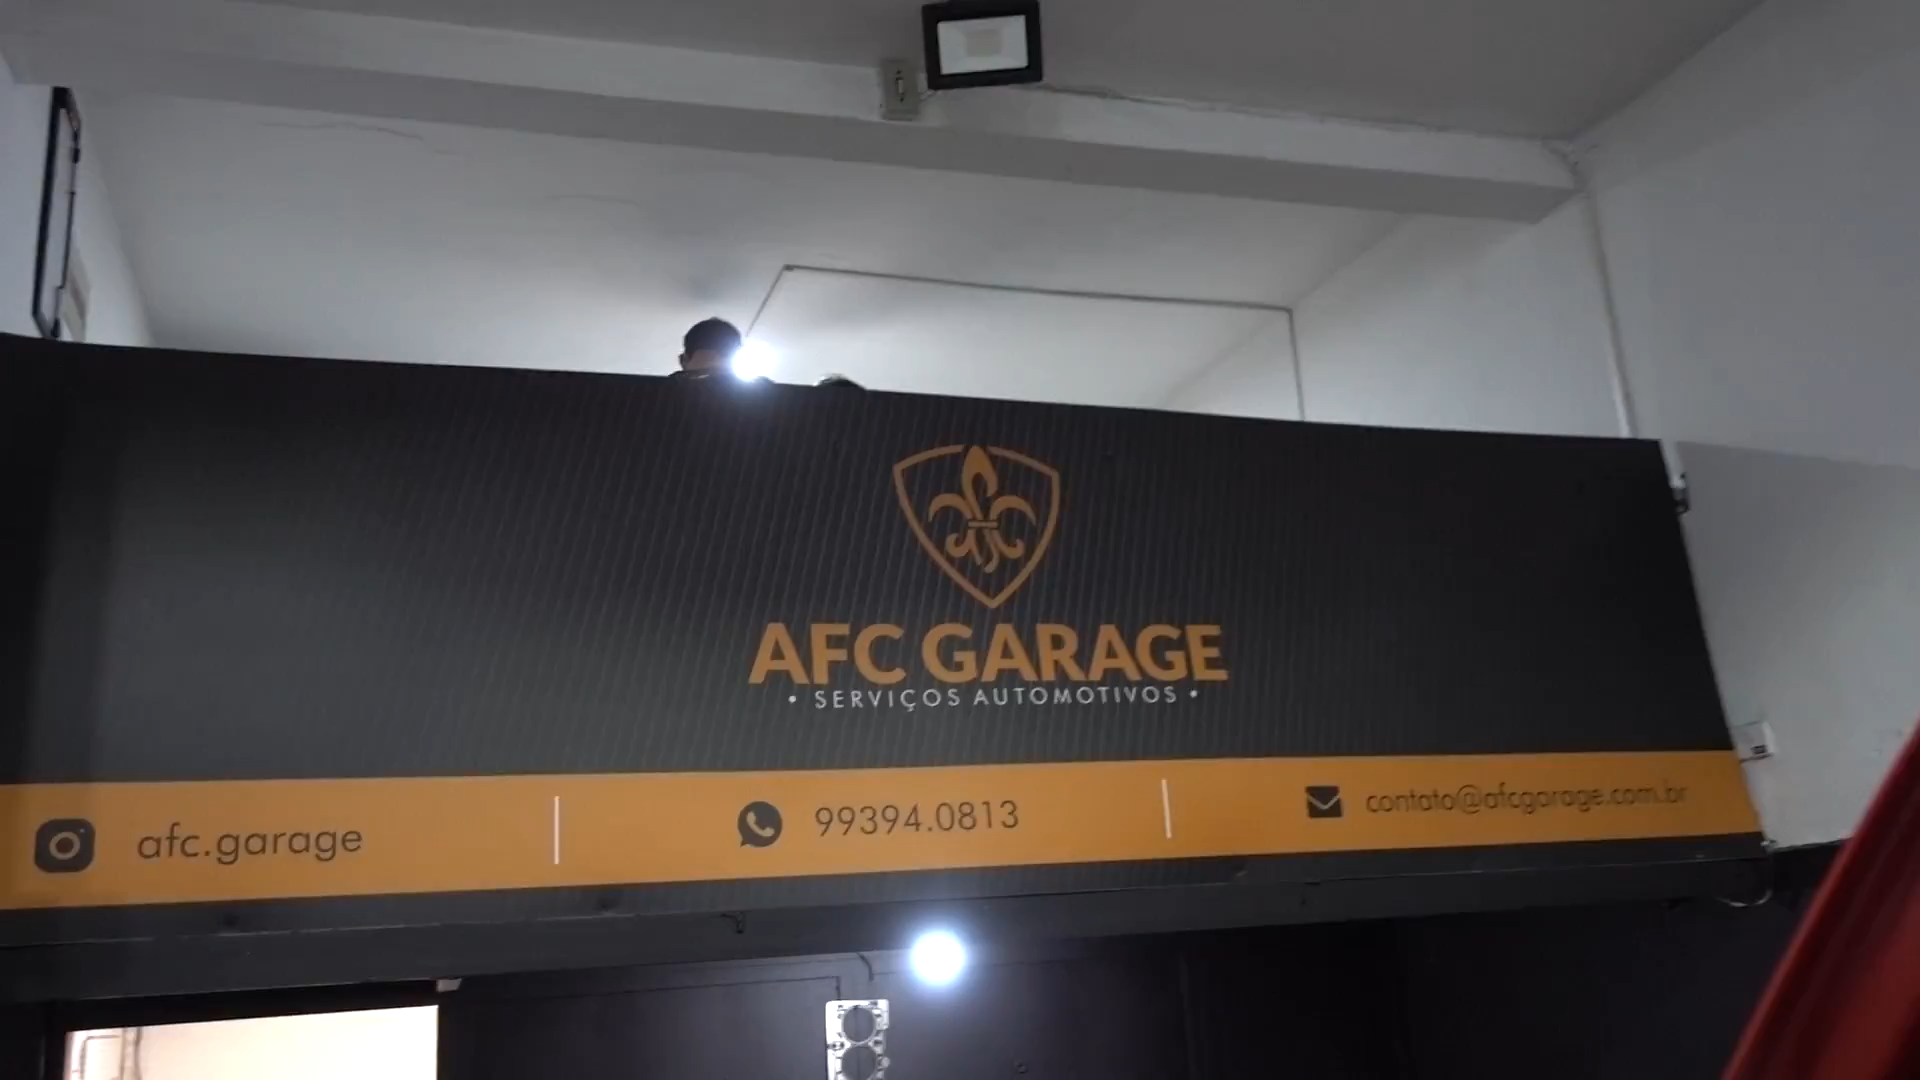 AFC GARAGE
• SERVIÇOS AUTOMOTIVOS •
afc.garage
99394.0813
contato@afcgarage.com.br